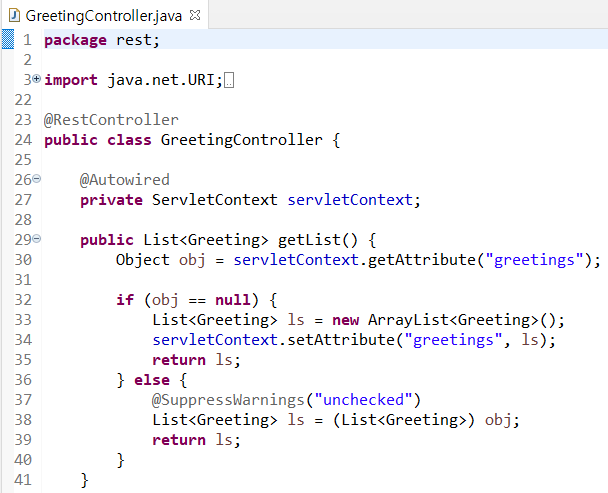 GreetingController.java
1 package rest;
2
3 import java.net.URI;
22
23 @RestController
24 public class GreetingController {
25
26     @Autowired
27     private ServletContext servletContext;
28
29     public List<Greeting> getList() {
30         Object obj = servletContext.getAttribute("greetings");
31
32         if (obj == null) {
33             List<Greeting> ls = new ArrayList<Greeting>();
34             servletContext.setAttribute("greetings", ls);
35             return ls;
36         } else {
37             @SuppressWarnings("unchecked")
38             List<Greeting> ls = (List<Greeting>) obj;
39             return ls;
40         }
41     }